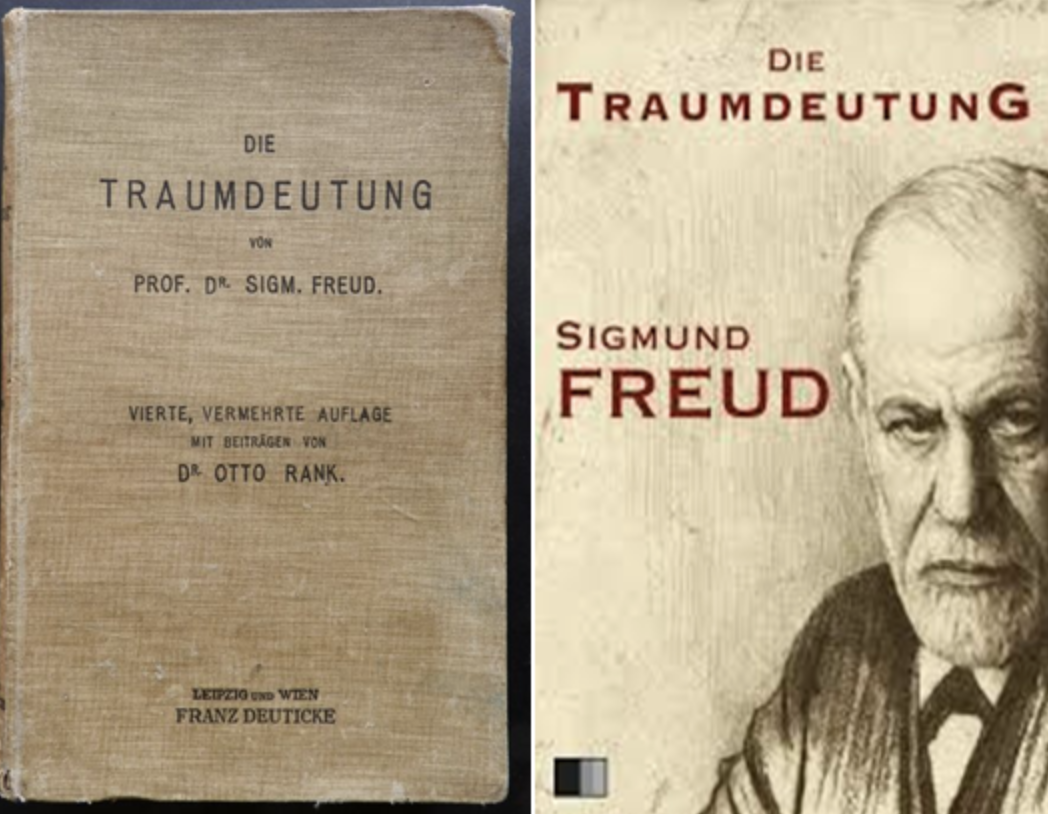 DIE
TRAUMDEUTUNG
VON
PROF. DR. SIGM. FREUD.
VIERTE, VERMEHRTE AUFLAGE
MIT BEITRÄGEN VON
DR. OTTO RANK.
LEIPZIG UND WIEN
FRANZ DEUTICKE
DIE
TRAUMDEUTUNG
SIGMUND
FREUD